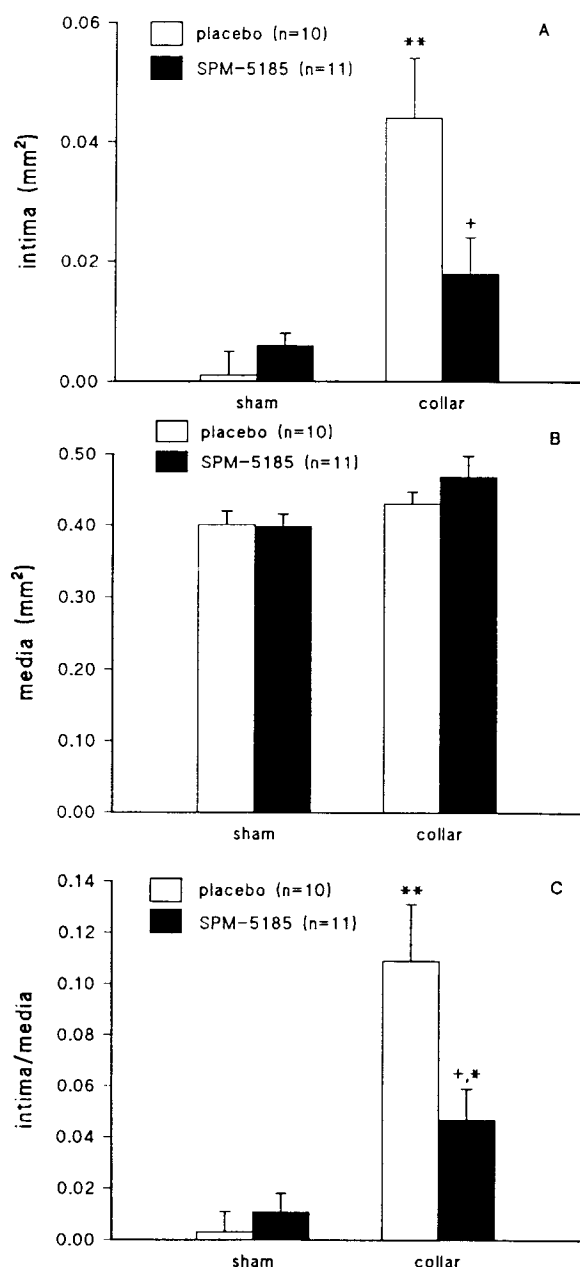 0.06
placebo (n=10)
A
SPM-5185 (n=11)
**
0.04
+
0.02
0.00
intima (mm²)
sham
collar
placebo (n=10)
B
0.50
SPM-5185 (n=11)
0.40
0.30
0.20
0.10
0.00
media (mm²)
sham
collar
0.14
placebo (n=10)
C
**
SPM-5185 (n=11)
0.12
0.10
0.08
+,*
0.06
0.04
0.02
0.00
intima/media
sham
collar